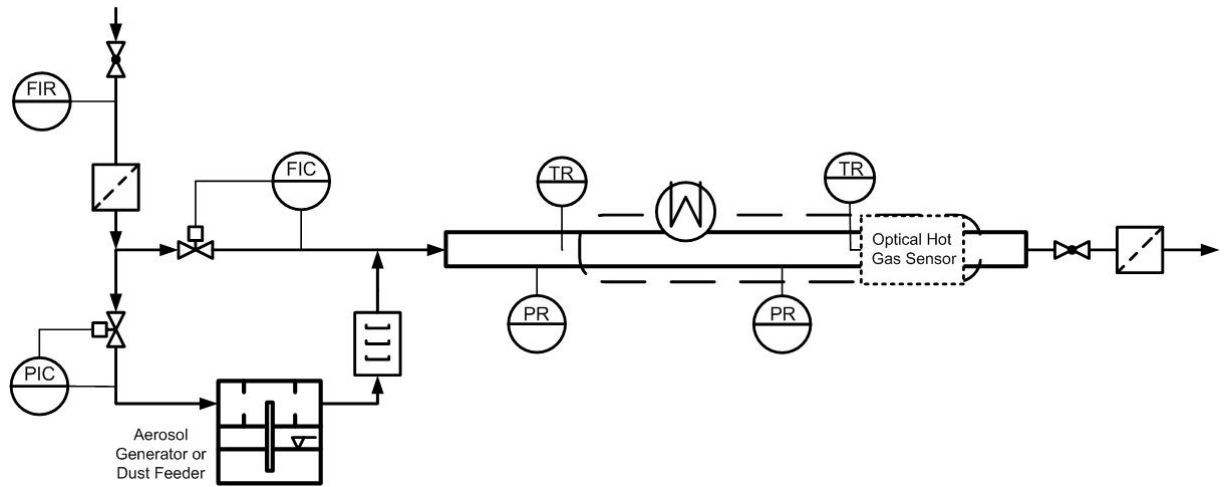 FIR
FIC
TR
TR
Optical Hot
Gas Sensor
PR
PR
PIC
Aerosol
Generator or
Dust Feeder